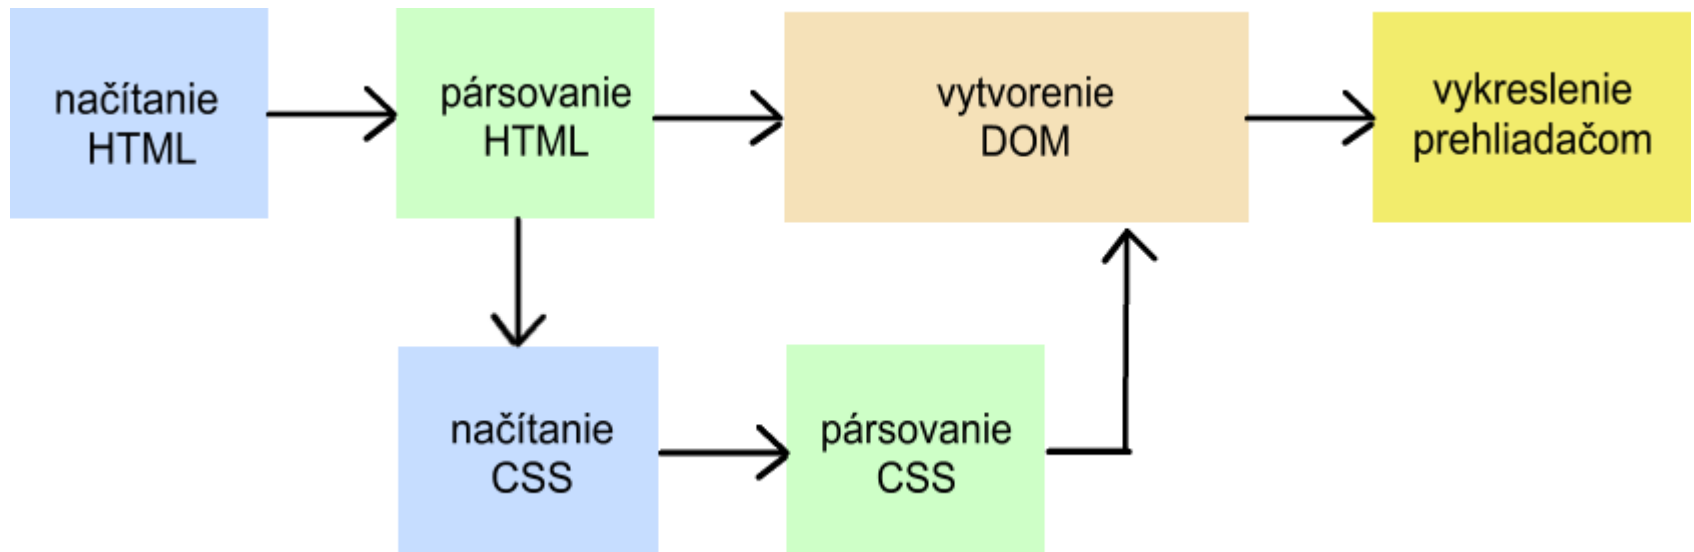 načítanie
HTML
pársovanie
HTML
vytvorenie
DOM
vykreslenie
prehliadačom
načítanie
CSS
pársovanie
CSS